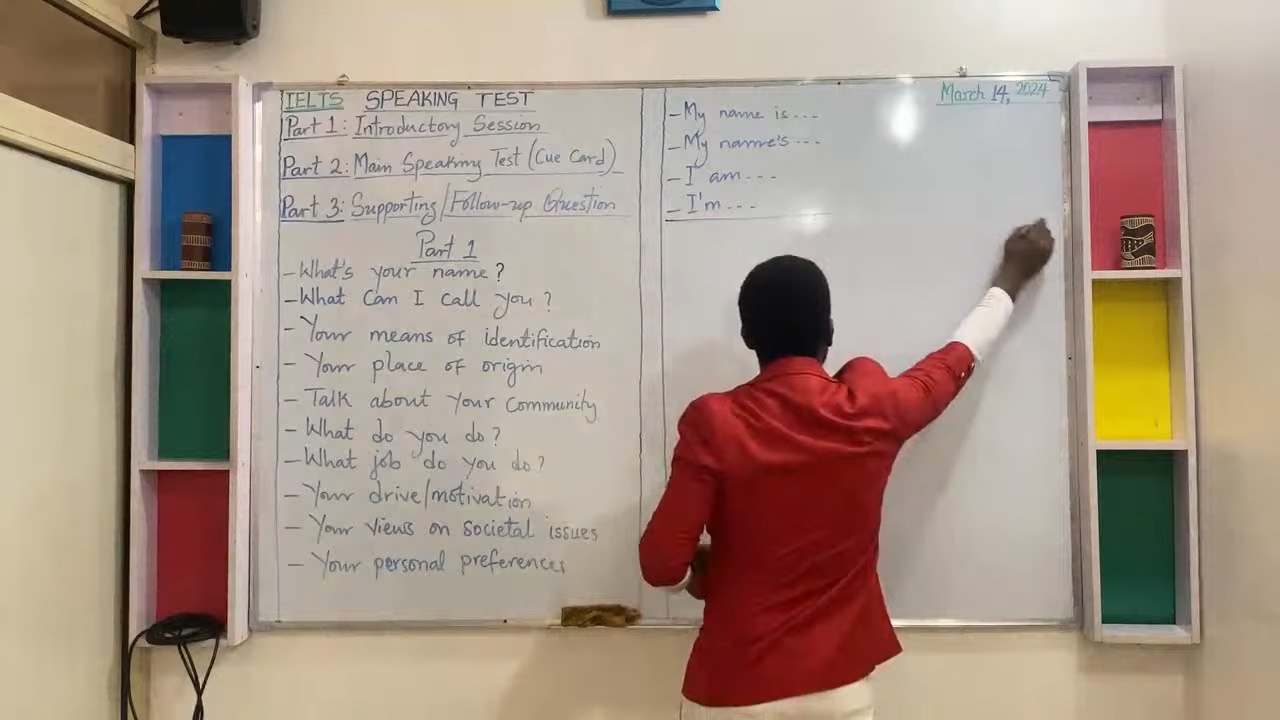 IELTS SPEAKING TEST
Part 1: Introductory Session
Part 2: Main Speaking Test (Cue Card)
Part 3: Supporting/Follow-up Question
Part 1
- What's your name?
- What can I call you?
- Your means of identification
- Your place of origin
- Talk about your community
- What do you do?
- What job do you do?
- Your drive/motivation
- Your views on societal issues
- Your personal preferences
March 14, 2024
- My name is ---
- My name's ---
- I am ---
- I'm ---